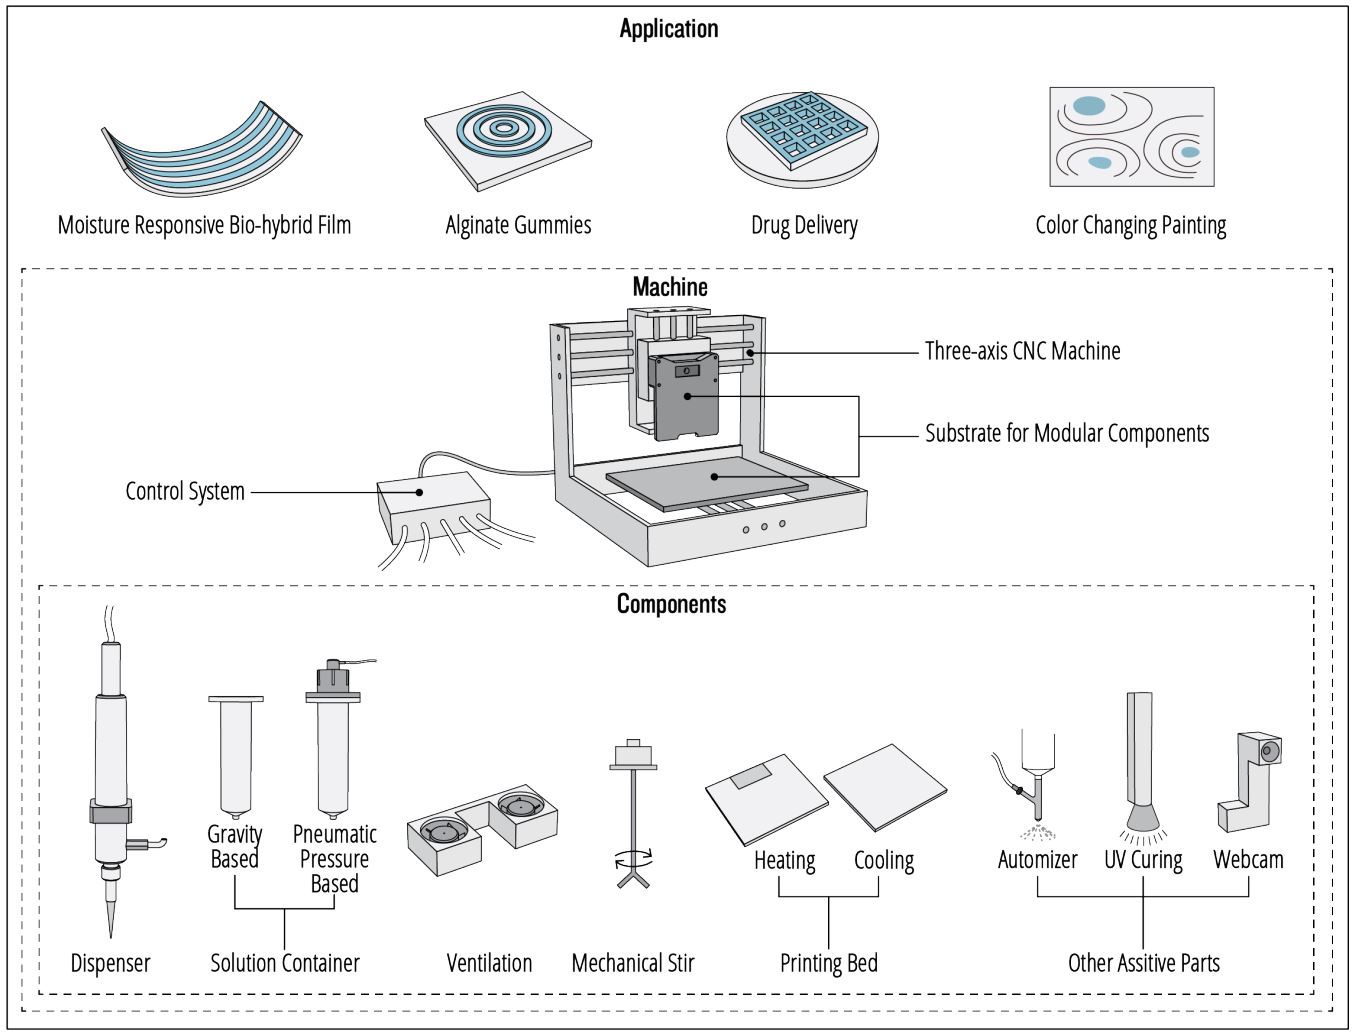 Application
Moisture Responsive Bio-hybrid Film
Alginate Gummies
Drug Delivery
Color Changing Painting
Machine
Three-axis CNC Machine
Substrate for Modular Components
Control System
Components
Gravity
Based
Pneumatic
Pressure
Based
Heating
Cooling
Automizer
UV Curing
Webcam
Dispenser
Solution Container
Ventilation
Mechanical Stir
Printing Bed
Other Assitive Parts